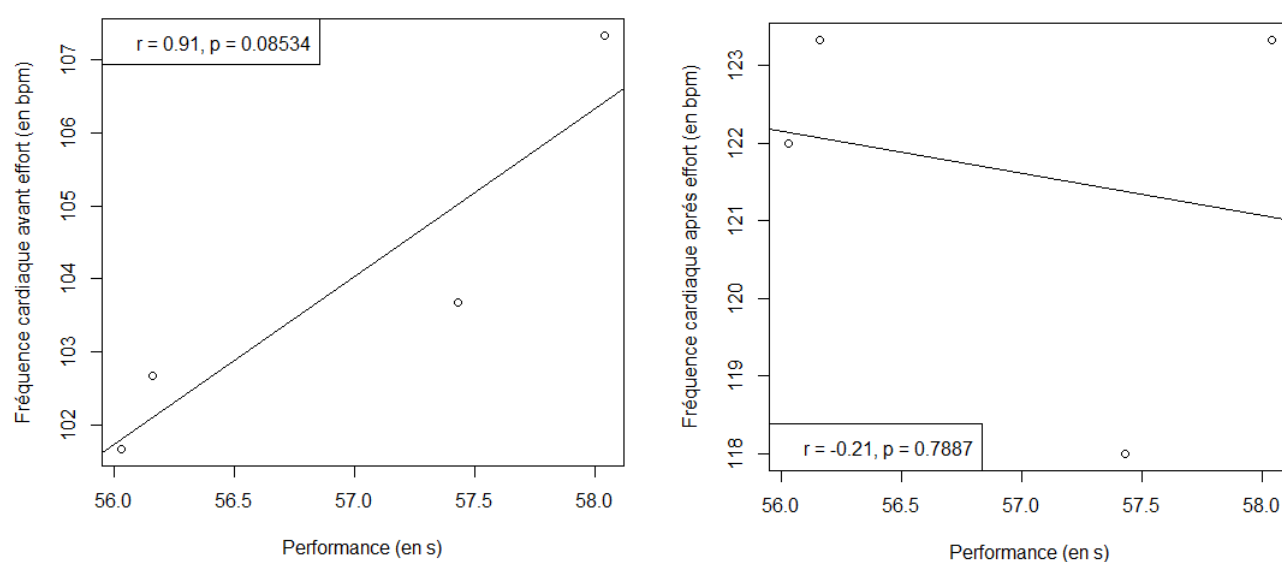 r = 0.91, p = 0.08534
Fréquence cardiaque avant effort (en bpm)
107
106
105
104
103
102
56.0 56.5 57.0 57.5 58.0
Performance (en s)
Fréquence cardiaque aprés effort (en bpm)
123
122
121
120
119
118
r = -0.21, p = 0.7887
56.0 56.5 57.0 57.5 58.0
Performance (en s)